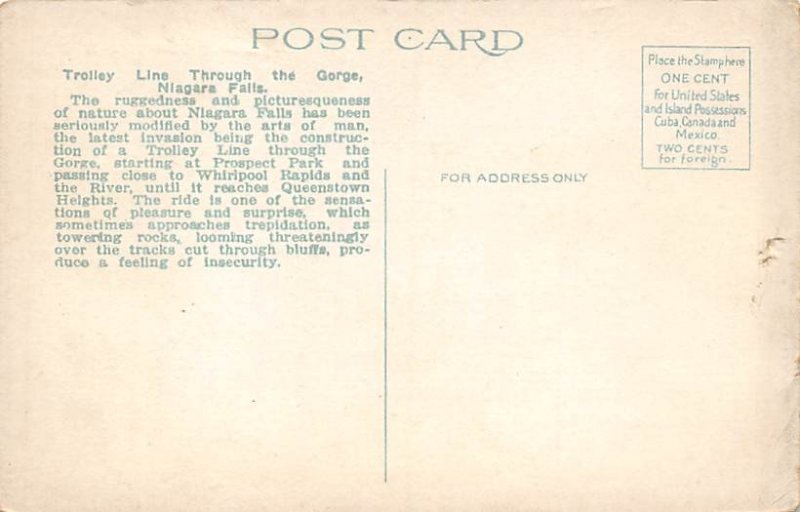 POST CARD
Trolley Line Through the Gorge,
Niagara Falls.
The ruggedness and picturesqueness
of nature about Niagara Falls has been
seriously modified by the arts of man,
the latest invasion being the construc-
tion of a Trolley Line through the
Gorge, starting at Prospect Park and
passing close to Whirlpool Rapids and
the River, until it reaches Queenstown
Heights. The ride is one of the sensa-
tions of pleasure and surprise, which
sometimes approaches trepidation, as
towering rocks, looming threateningly
over the tracks cut through bluffs, pro-
duce a feeling of insecurity.
Place the Stamp here
ONE CENT
For United States
and Island Possessions
Cuba, Canada and
Mexico.
TWO CENTS
for foreign.
FOR ADDRESS ONLY